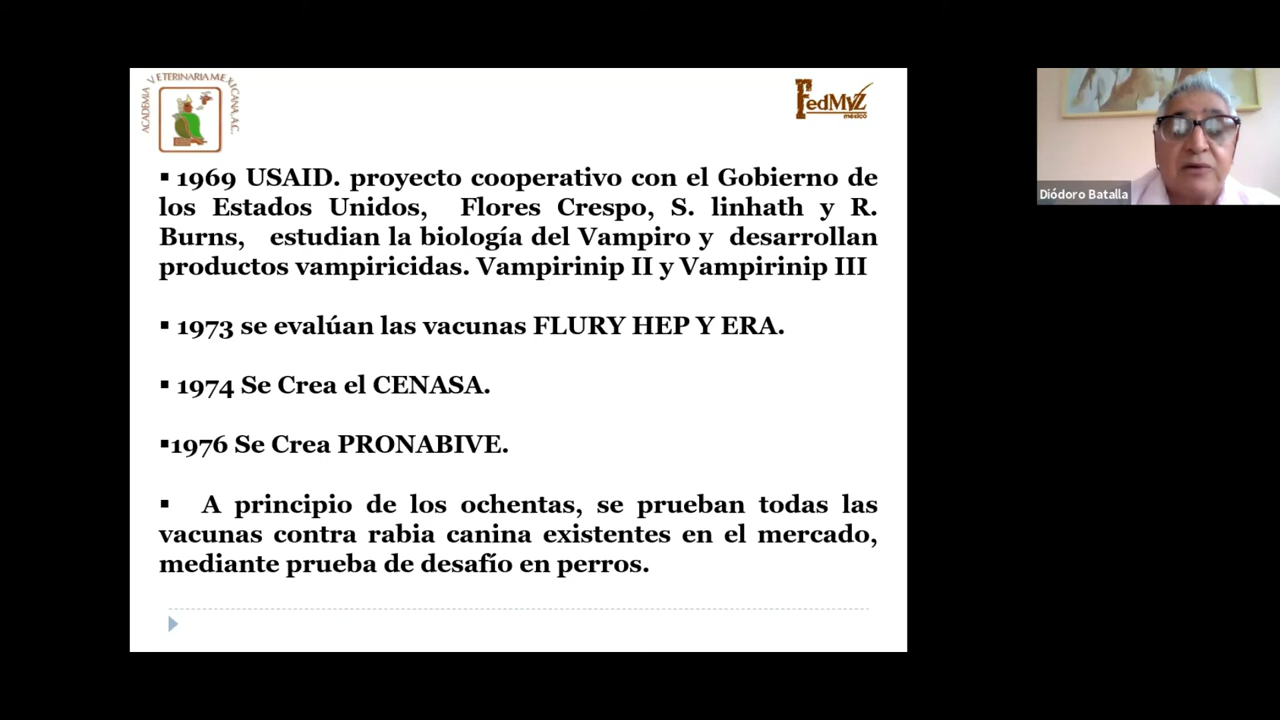 ACADEMIA VETERINARIA MEXICANA, A.C.
FedMVZ
méxico
▪ 1969 USAID. proyecto cooperativo con el Gobierno de
los Estados Unidos, Flores Crespo, S. linhath y R.
Burns, estudian la biología del Vampiro y desarrollan
productos vampiricidas. Vampirinip II y Vampirinip III
▪ 1973 se evalúan las vacunas FLURY HEP Y ERA.
▪ 1974 Se Crea el CENASA.
▪1976 Se Crea PRONABIVE.
▪ A principio de los ochentas, se prueban todas las
vacunas contra rabia canina existentes en el mercado,
mediante prueba de desafío en perros.
Diódoro Batalla